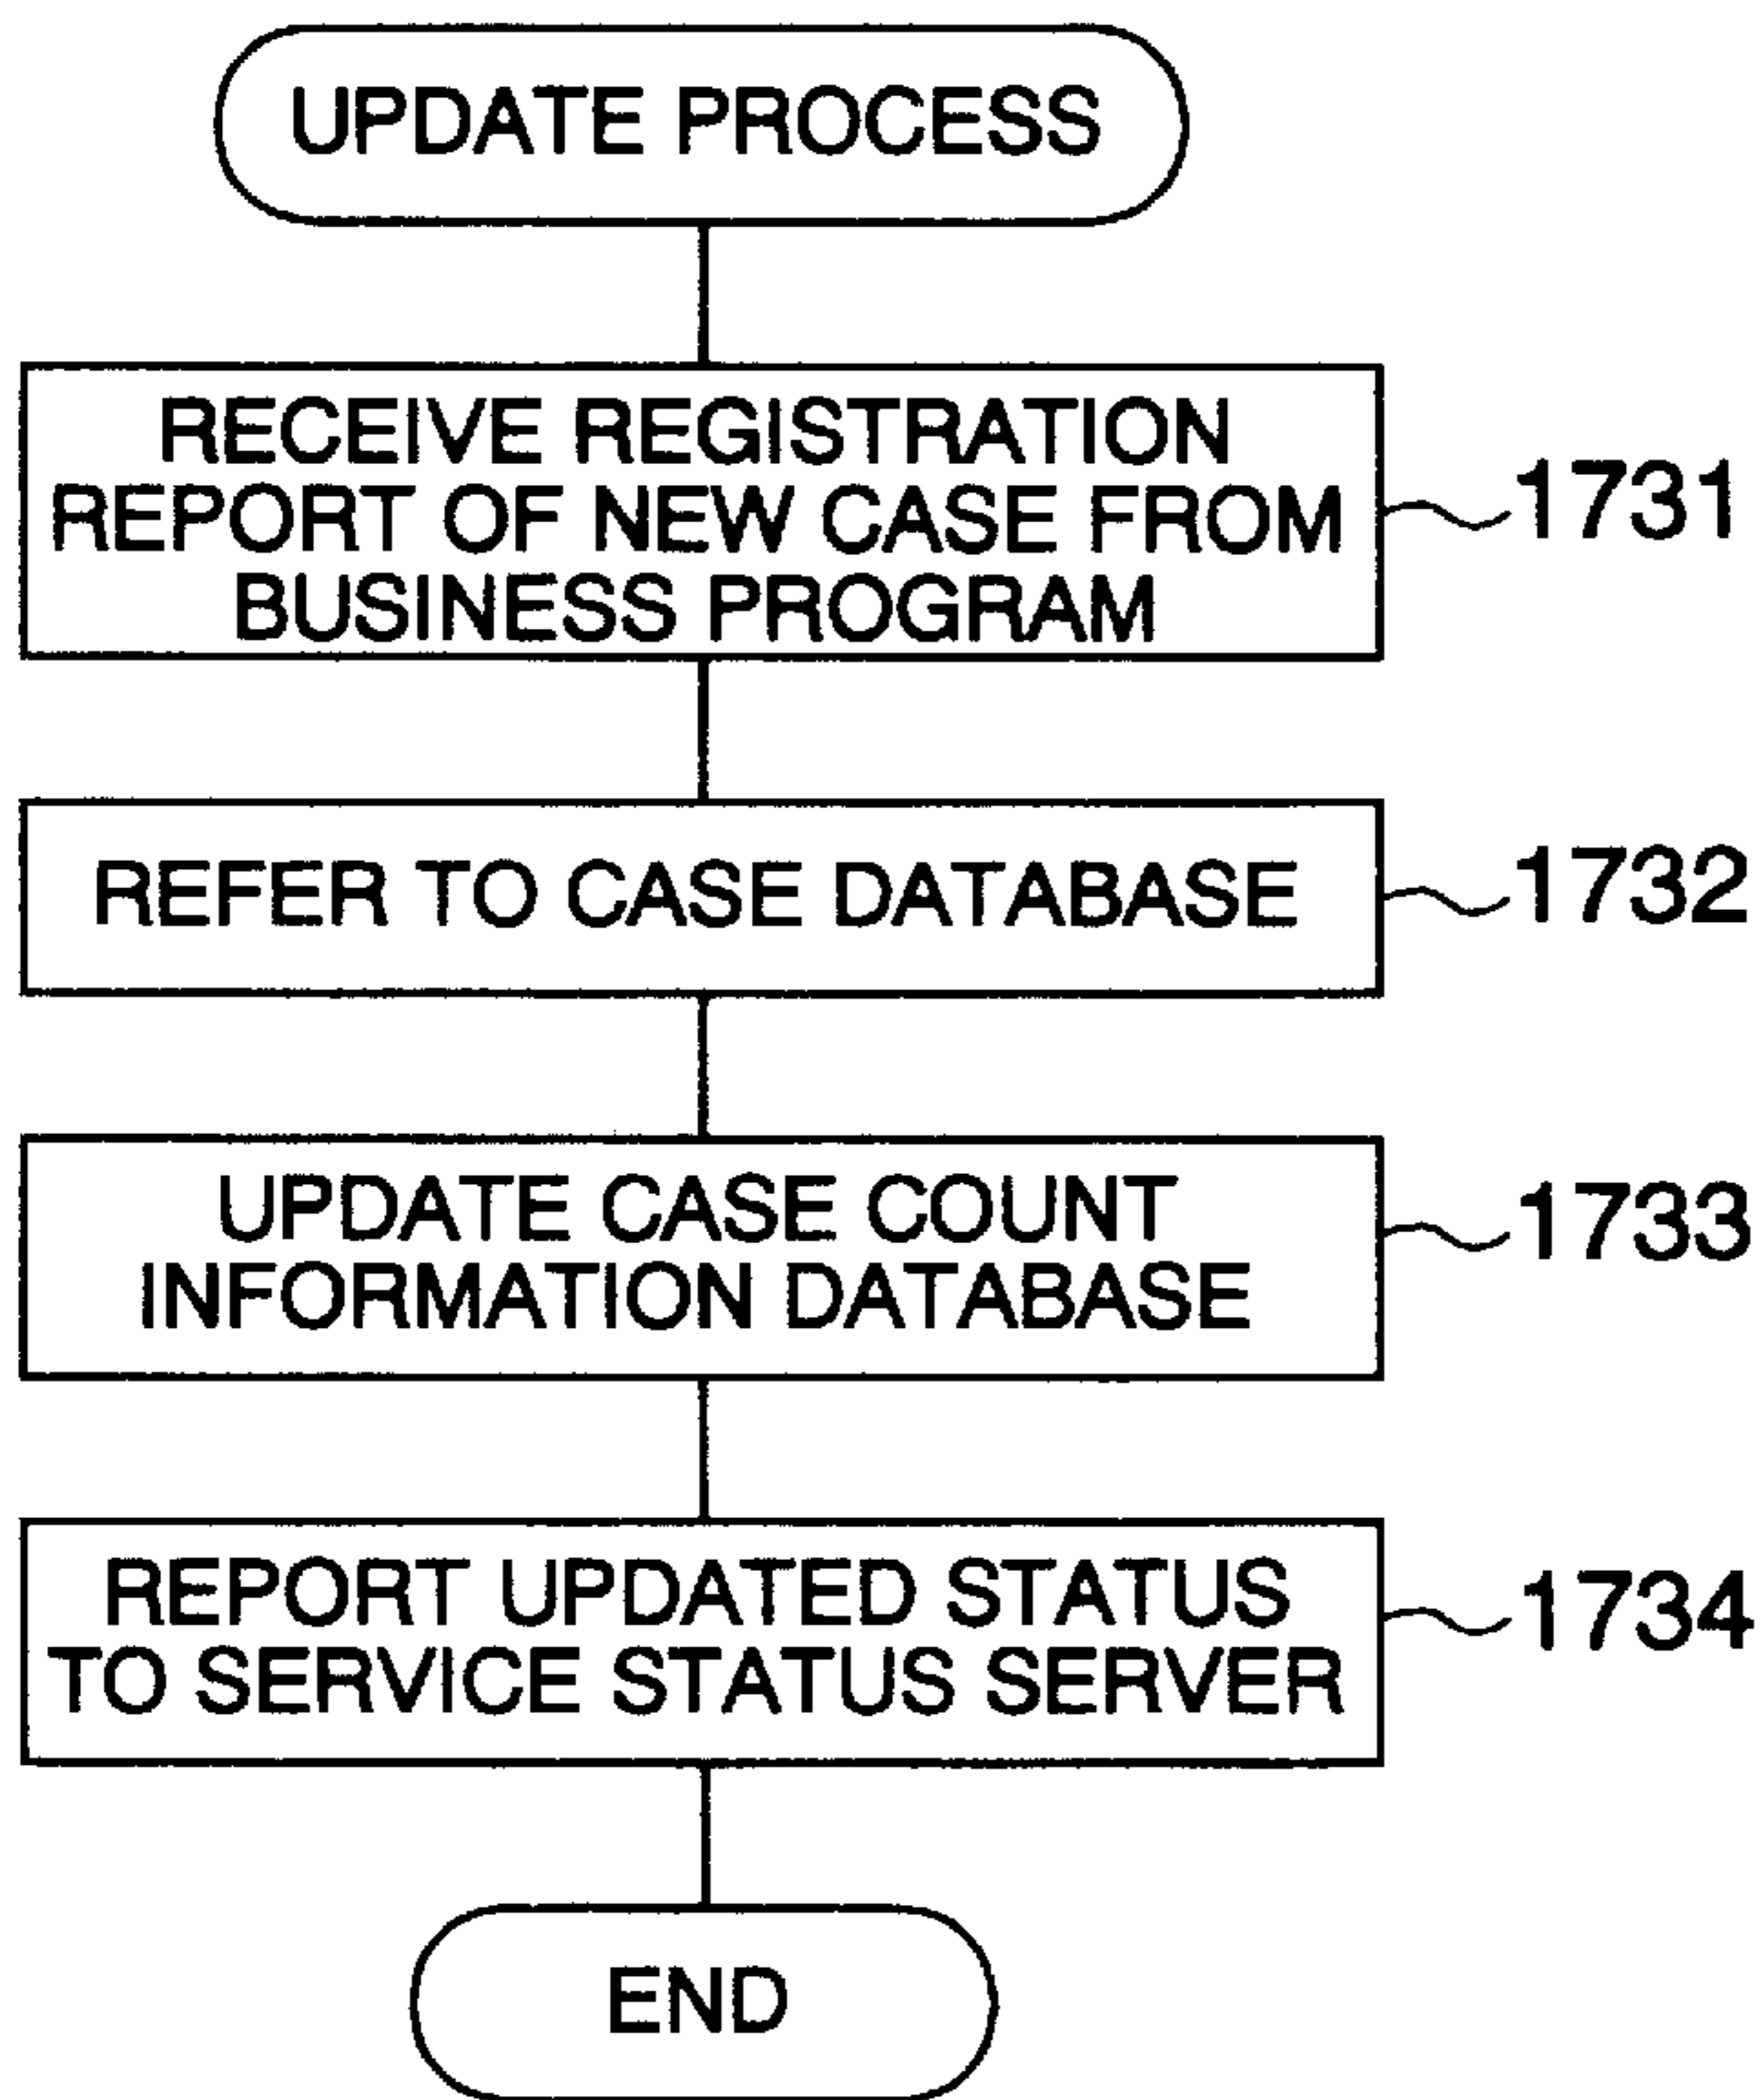 UPDATE PROCESS
RECEIVE REGISTRATION
REPORT OF NEW CASE FROM
BUSINESS PROGRAM
1731
REFER TO CASE DATABASE
1732
UPDATE CASE COUNT
INFORMATION DATABASE
1733
REPORT UPDATED STATUS
TO SERVICE STATUS SERVER
1734
END